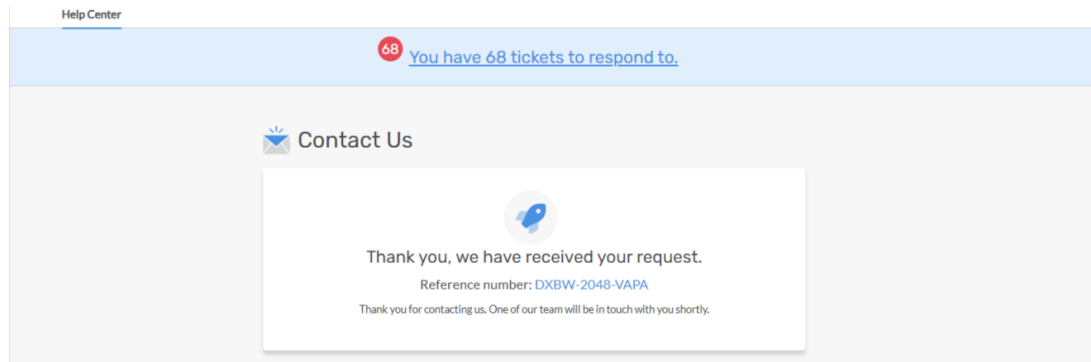 Help Center
68 You have 68 tickets to respond to.
Contact Us
Thank you, we have received your request.
Reference number: DXBW-2048-VAPA
Thank you for contacting us. One of our team will be in touch with you shortly.